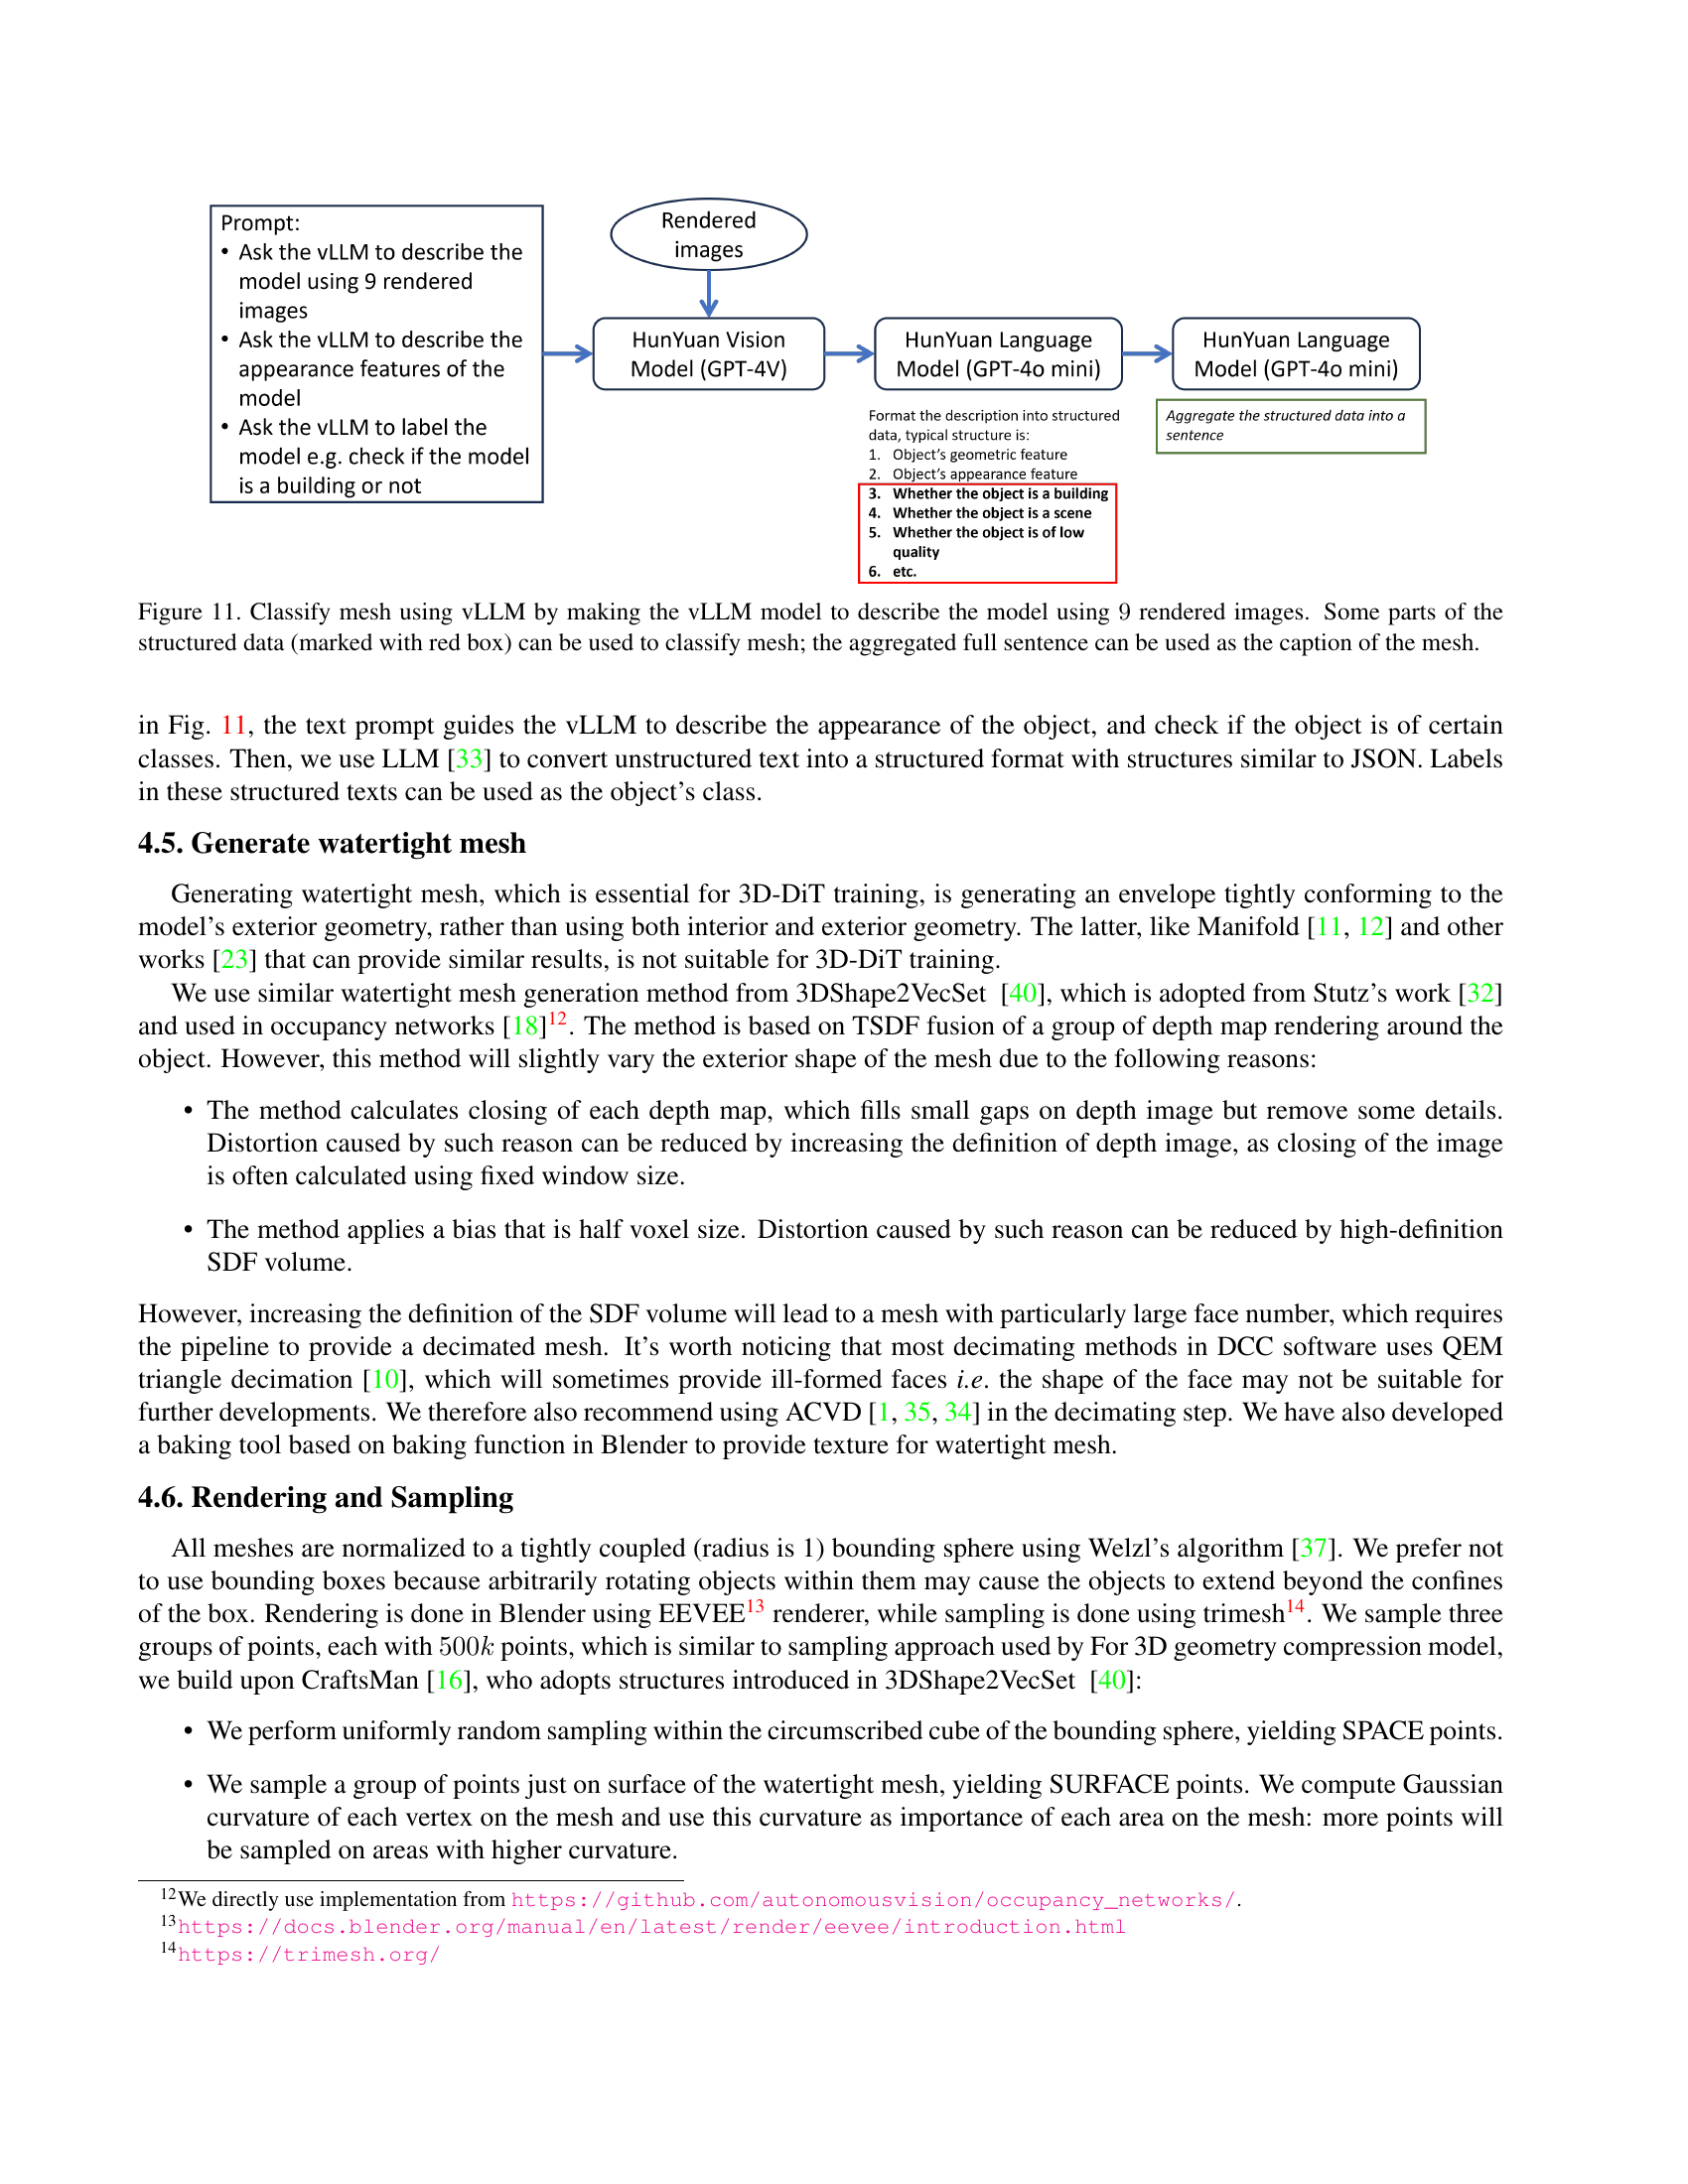 Prompt:
• Ask the vLLM to describe the
model using 9 rendered
images
• Ask the vLLM to describe the
appearance features of the
model
• Ask the vLLM to label the
model e.g. check if the model
is a building or not
Rendered
images
HunYuan Vision
Model (GPT-4V)
HunYuan Language
Model (GPT-4o mini)
Format the description into structured
data, typical structure is:
1. Object's geometric feature
2. Object's appearance feature
3. Whether the object is a building
4. Whether the object is a scene
5. Whether the object is of low
quality
6. etc.
HunYuan Language
Model (GPT-4o mini)
Aggregate the structured data into a
sentence
Figure 11. Classify mesh using vLLM by making the vLLM model to describe the model using 9 rendered images. Some parts of the
structured data (marked with red box) can be used to classify mesh; the aggregated full sentence can be used as the caption of the mesh.
in Fig. 11, the text prompt guides the vLLM to describe the appearance of the object, and check if the object is of certain
classes. Then, we use LLM [33] to convert unstructured text into a structured format with structures similar to JSON. Labels
in these structured texts can be used as the object's class.
4.5. Generate watertight mesh
Generating watertight mesh, which is essential for 3D-DiT training, is generating an envelope tightly conforming to the
model's exterior geometry, rather than using both interior and exterior geometry. The latter, like Manifold [11, 12] and other
works [23] that can provide similar results, is not suitable for 3D-DiT training.
We use similar watertight mesh generation method from 3DShape2VecSet [40], which is adopted from Stutz's work [32]
and used in occupancy networks [18]12. The method is based on TSDF fusion of a group of depth map rendering around the
object. However, this method will slightly vary the exterior shape of the mesh due to the following reasons:
• The method calculates closing of each depth map, which fills small gaps on depth image but remove some details.
Distortion caused by such reason can be reduced by increasing the definition of depth image, as closing of the image
is often calculated using fixed window size.
• The method applies a bias that is half voxel size. Distortion caused by such reason can be reduced by high-definition
SDF volume.
However, increasing the definition of the SDF volume will lead to a mesh with particularly large face number, which requires
the pipeline to provide a decimated mesh. It's worth noticing that most decimating methods in DCC software uses QEM
triangle decimation [10], which will sometimes provide ill-formed faces i.e. the shape of the face may not be suitable for
further developments. We therefore also recommend using ACVD [1, 35, 34] in the decimating step. We have also developed
a baking tool based on baking function in Blender to provide texture for watertight mesh.
4.6. Rendering and Sampling
All meshes are normalized to a tightly coupled (radius is 1) bounding sphere using Welzl's algorithm [37]. We prefer not
to use bounding boxes because arbitrarily rotating objects within them may cause the objects to extend beyond the confines
of the box. Rendering is done in Blender using EEVEE13 renderer, while sampling is done using trimesh14. We sample three
groups of points, each with 500k points, which is similar to sampling approach used by For 3D geometry compression model,
we build upon CraftsMan [16], who adopts structures introduced in 3DShape2VecSet [40]:
• We perform uniformly random sampling within the circumscribed cube of the bounding sphere, yielding SPACE points.
• We sample a group of points just on surface of the watertight mesh, yielding SURFACE points. We compute Gaussian
curvature of each vertex on the mesh and use this curvature as importance of each area on the mesh: more points will
be sampled on areas with higher curvature.
12We directly use implementation from https://github.com/autonomousvision/occupancy_networks/.
13https://docs.blender.org/manual/en/latest/render/eevee/introduction.html
14https://trimesh.org/